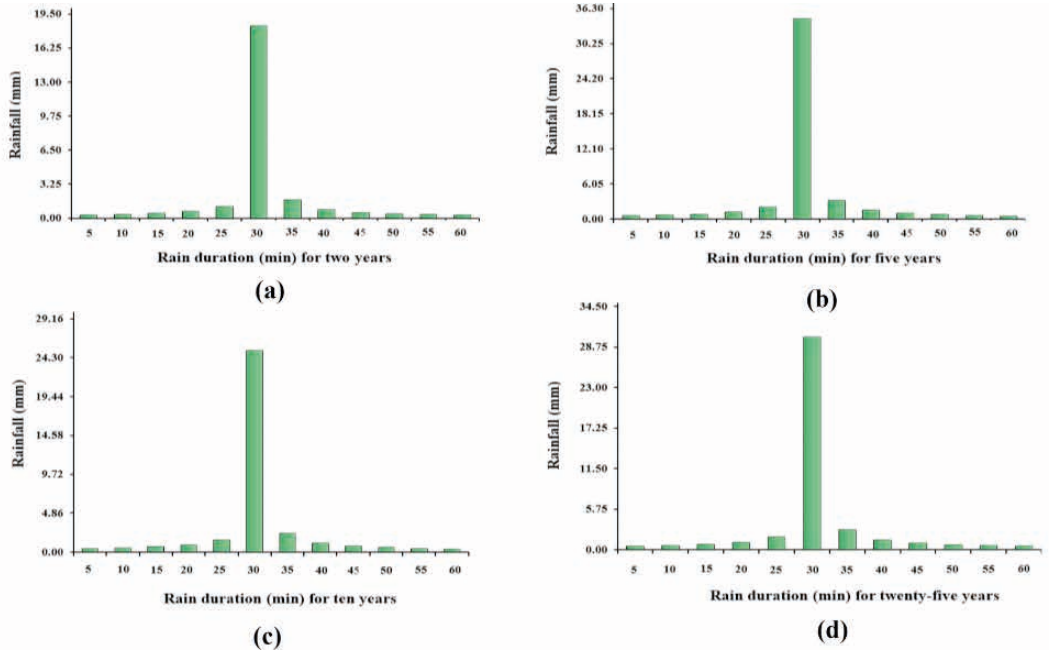 Rainfall (mm)
19.50
16.25
13.00
9.75
6.50
3.25
0.00
5 10 15 20 25 30 35 40 45 50 55 60
Rain duration (min) for two years
(a)
Rainfall (mm)
36.30
30.25
24.20
18.15
12.10
6.05
0.00
5 10 15 20 25 30 35 40 45 50 55 60
Rain duration (min) for five years
(b)
Rainfall (mm)
29.16
24.30
19.44
14.58
9.72
4.86
0.00
5 10 15 20 25 30 35 40 45 50 55 60
Rain duration (min) for ten years
(c)
Rainfall (mm)
34.50
28.75
23.00
17.25
11.50
5.75
0.00
5 10 15 20 25 30 35 40 45 50 55 60
Rain duration (min) for twenty-five years
(d)